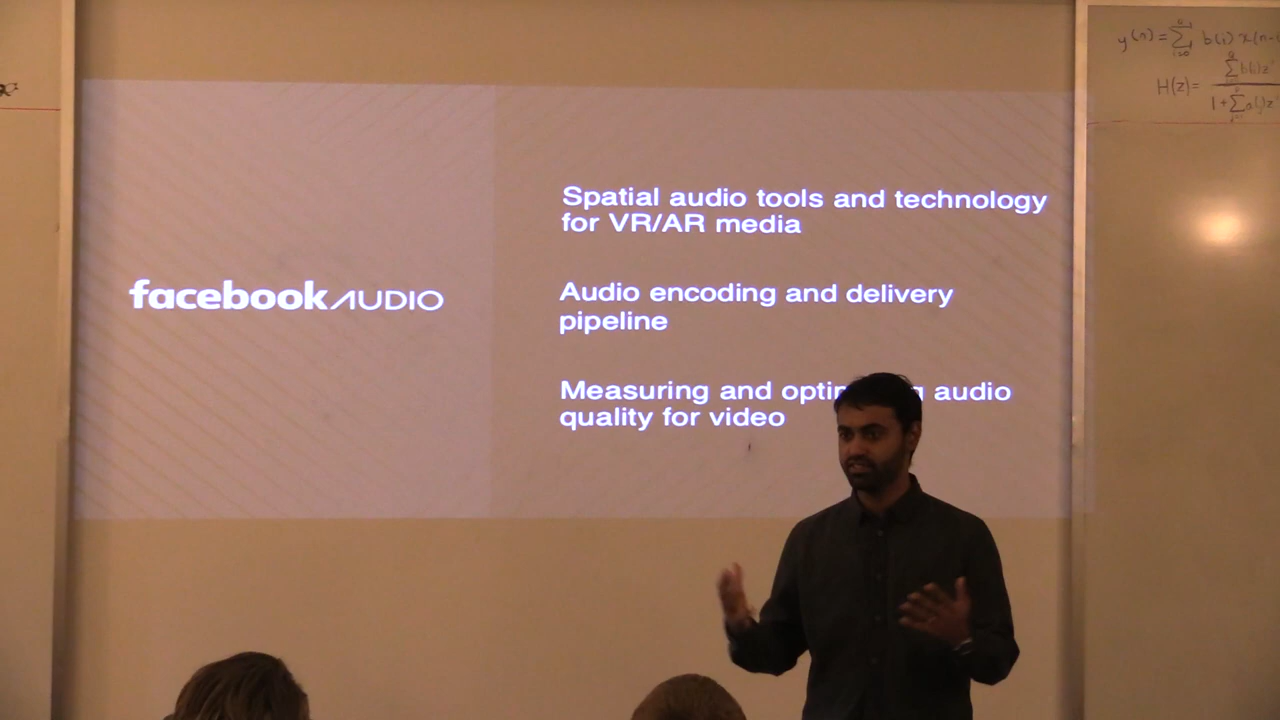 facebook AUDIO
Spatial audio tools and technology
for VR/AR media
Audio encoding and delivery
pipeline
Measuring and audio
quality for video
y(n)=
H(z)=